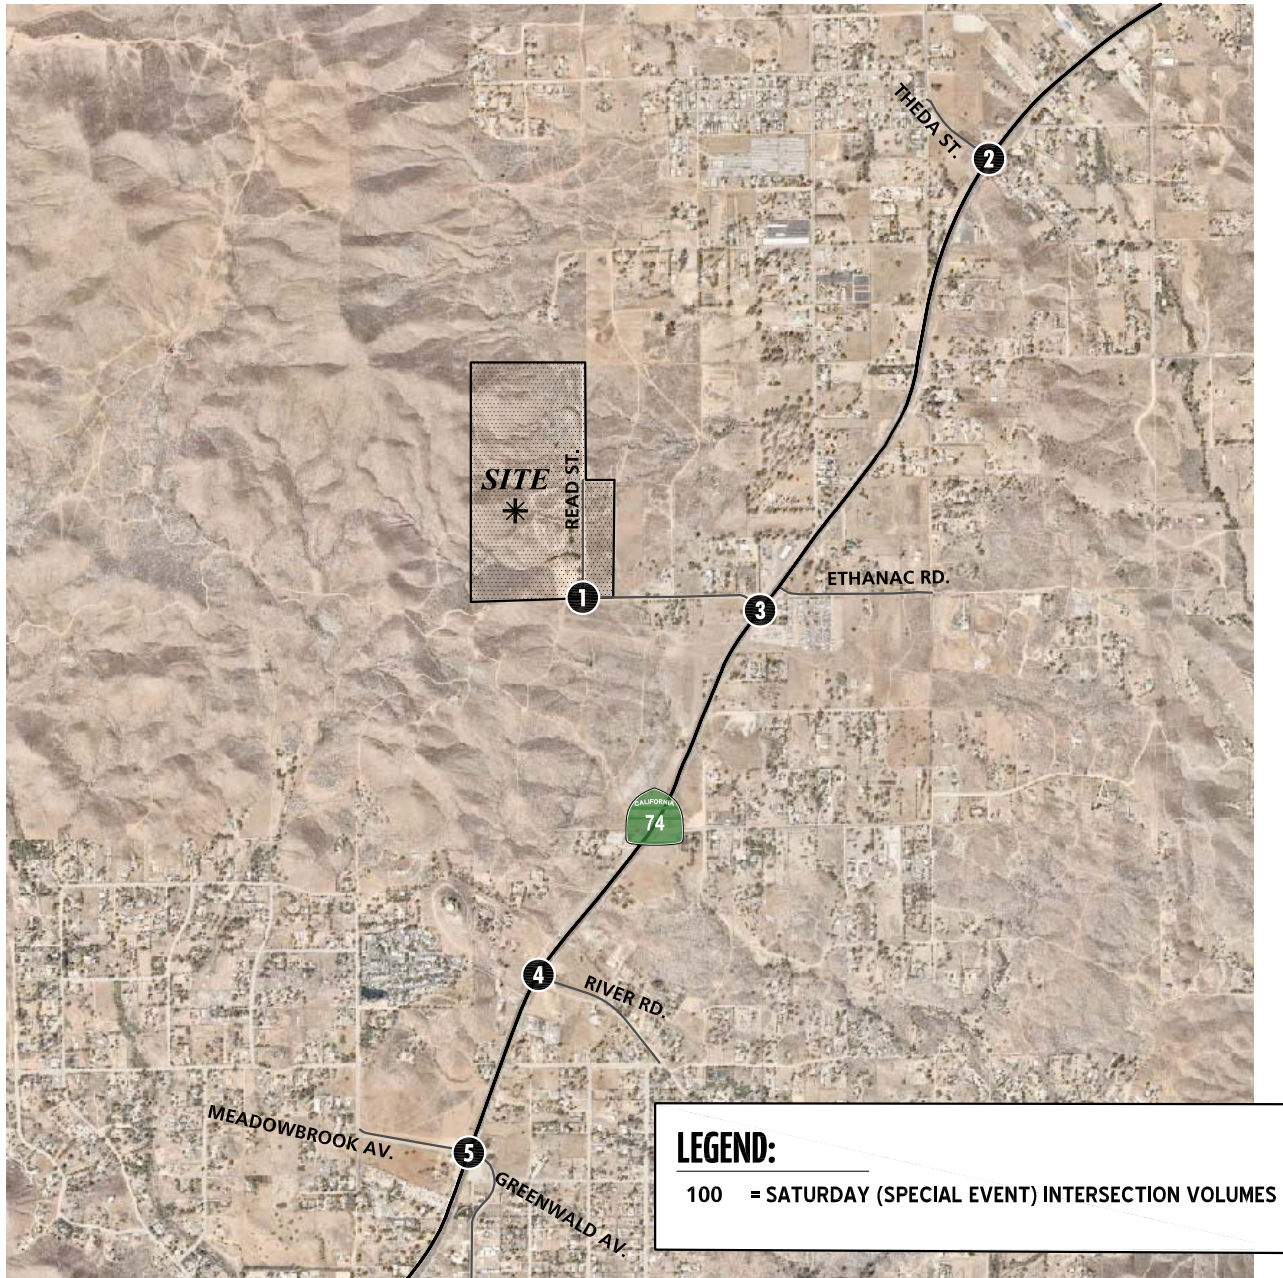 THEDA ST.
2
SITE
READ ST.
ETHANAC RD.
1
3
CALIFORNIA
74
4
RIVER RD.
MEADOWBROOK AV.
5
GREENWALD AV.
LEGEND:
100 = SATURDAY (SPECIAL EVENT) INTERSECTION VOLUMES